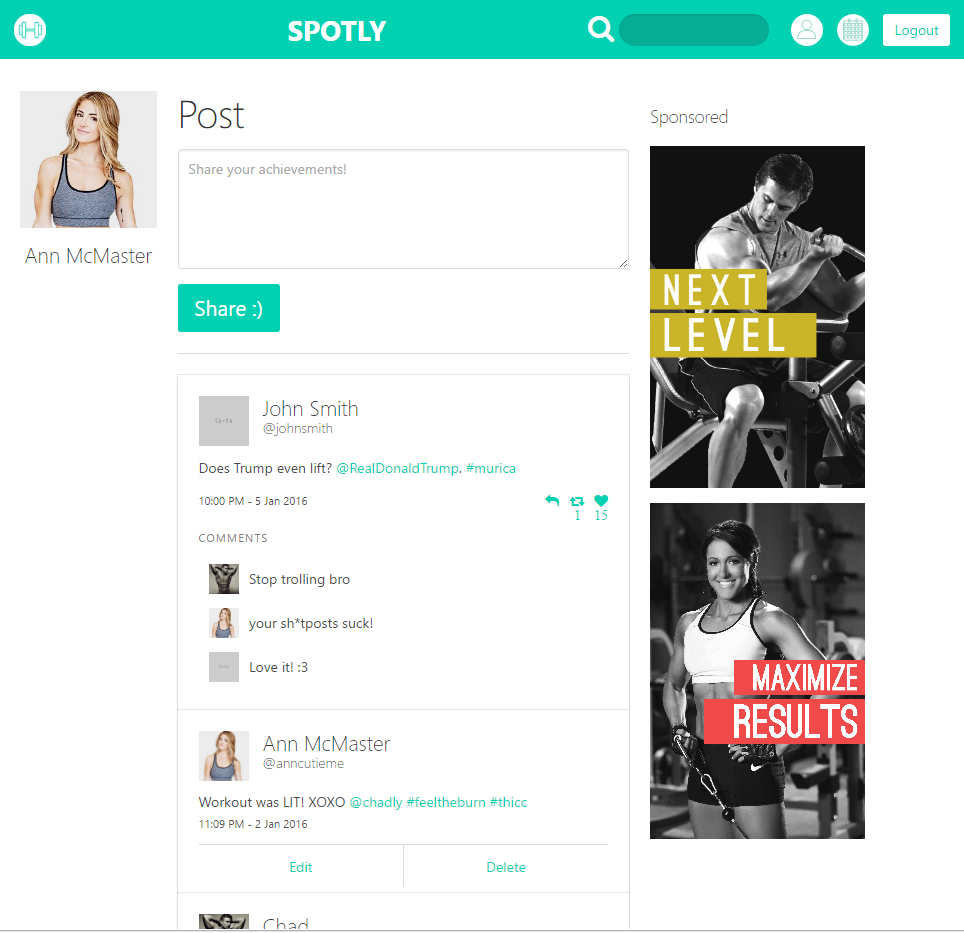 SPOTLY
Logout
Ann McMaster
Post
Share your achievements!
Share :)
John Smith
@johnsmith
Does Trump even lift? @RealDonaldTrump. #murica
10:00 PM - 5 Jan 2016
1 15
COMMENTS
Stop trolling bro
your sh*tposts suck!
Love it! :3
Ann McMaster
@anncutieme
Workout was LIT! XOXO @chadly #feeltheburn #thicc
11:09 PM - 2 Jan 2016
Edit Delete
Chad
Sponsored
NEXT
LEVEL
MAXIMIZE
RESULTS